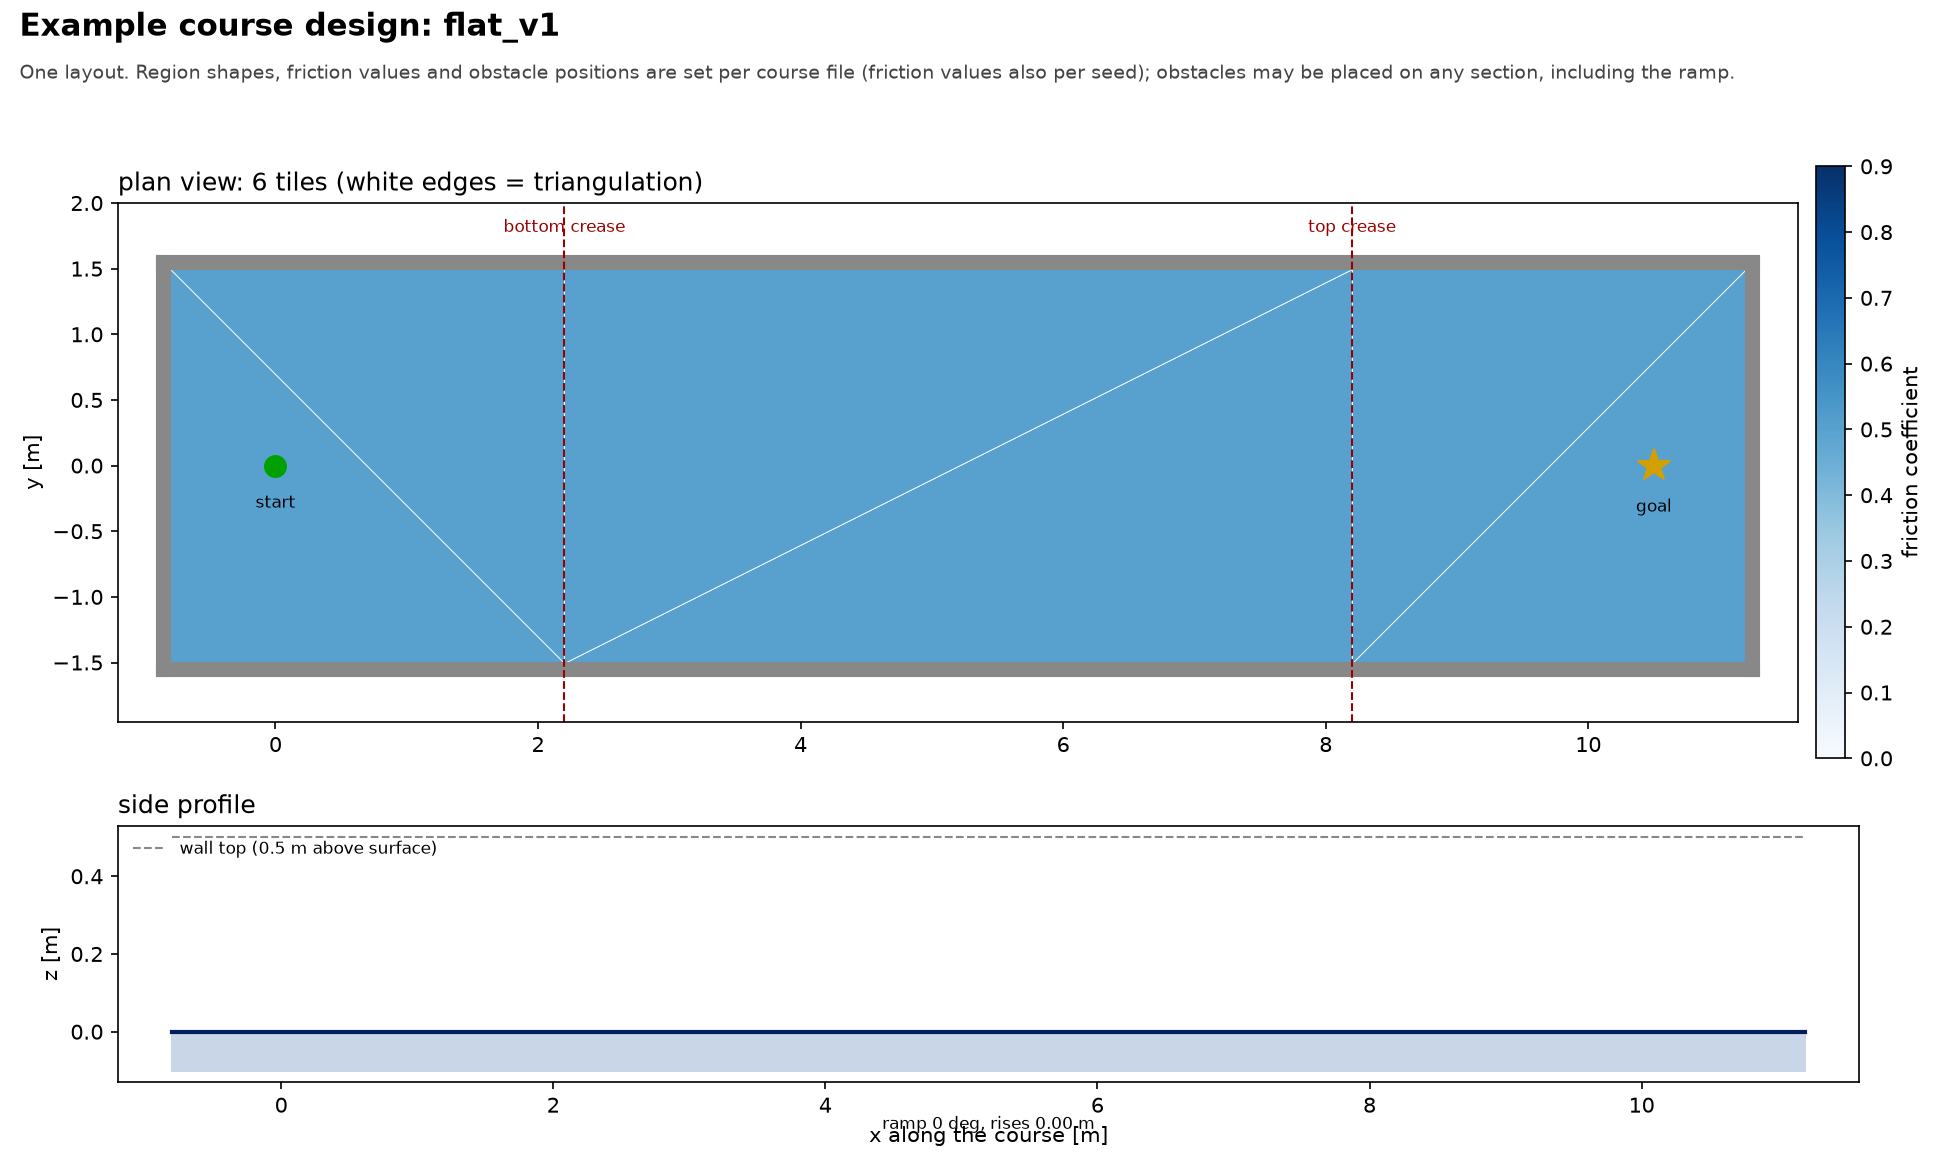 Example course design: flat_v1
One layout. Region shapes, friction values and obstacle positions are set per course file (friction values also per seed); obstacles may be placed on any section, including the ramp.
plan view: 6 tiles (white edges = triangulation)
bottom crease
top crease
start
goal
y [m]
2.0
1.5
1.0
0.5
0.0
−0.5
−1.0
−1.5
0
2
4
6
8
10
0.9
0.8
0.7
0.6
0.5
0.4
0.3
0.2
0.1
0.0
friction coefficient
side profile
wall top (0.5 m above surface)
z [m]
0.4
0.2
0.0
0
2
4
6
8
10
ramp 0 deg, rises 0.00 m
x along the course [m]